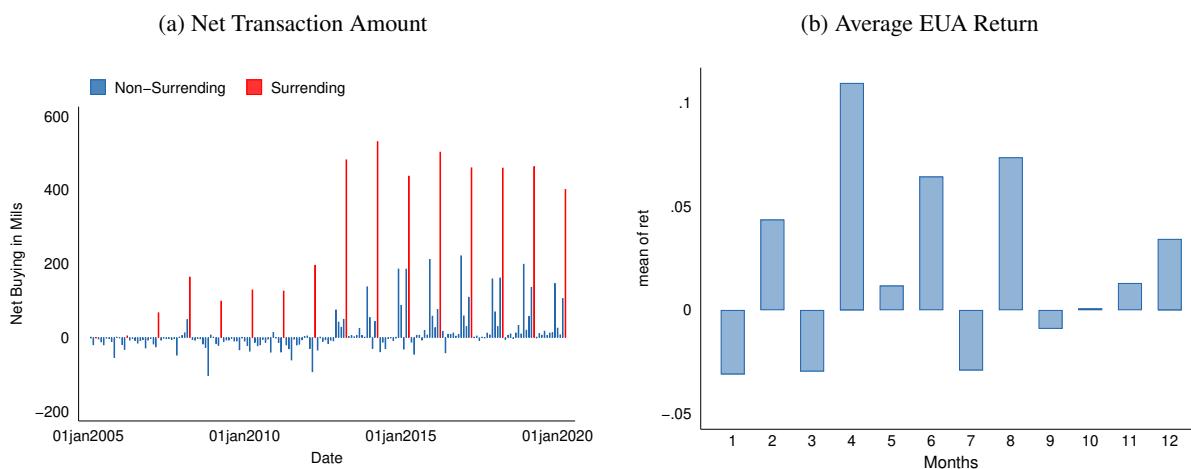 (a) Net Transaction Amount
Non−Surrending Surrending
600
400
200
0
−200
Net Buying in Mils
01jan2005 01jan2010 01jan2015 01jan2020
Date
(b) Average EUA Return
.1
.05
0
−.05
mean of ret
1 2 3 4 5 6 7 8 9 10 11 12
Months